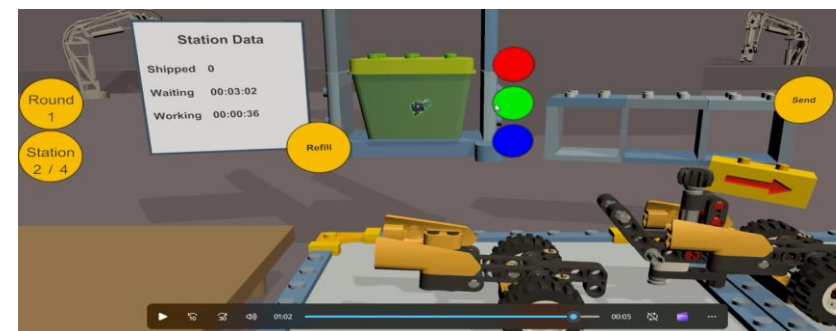 Station Data
Shipped 0
Waiting 00:03:02
Working 00:00:36
Round
1
Station
2 / 4
Refill
Send
01:02
00:05